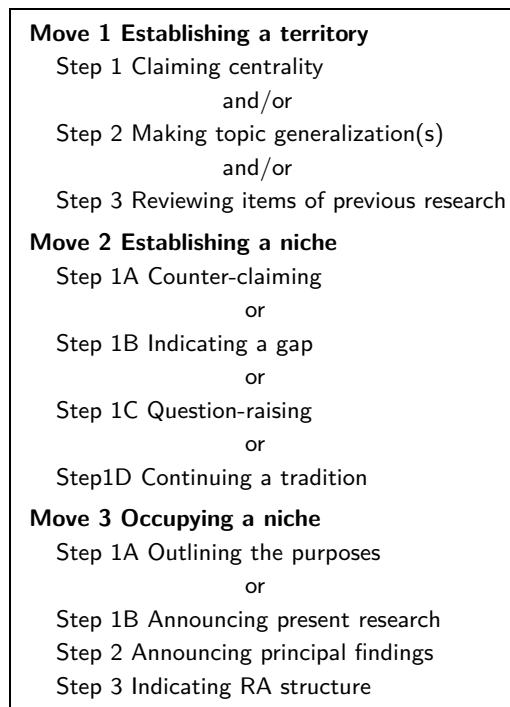 Move 1 Establishing a territory
Step 1 Claiming centrality
and/or
Step 2 Making topic generalization(s)
and/or
Step 3 Reviewing items of previous research
Move 2 Establishing a niche
Step 1A Counter-claiming
or
Step 1B Indicating a gap
or
Step 1C Question-raising
or
Step1D Continuing a tradition
Move 3 Occupying a niche
Step 1A Outlining the purposes
or
Step 1B Announcing present research
Step 2 Announcing principal findings
Step 3 Indicating RA structure